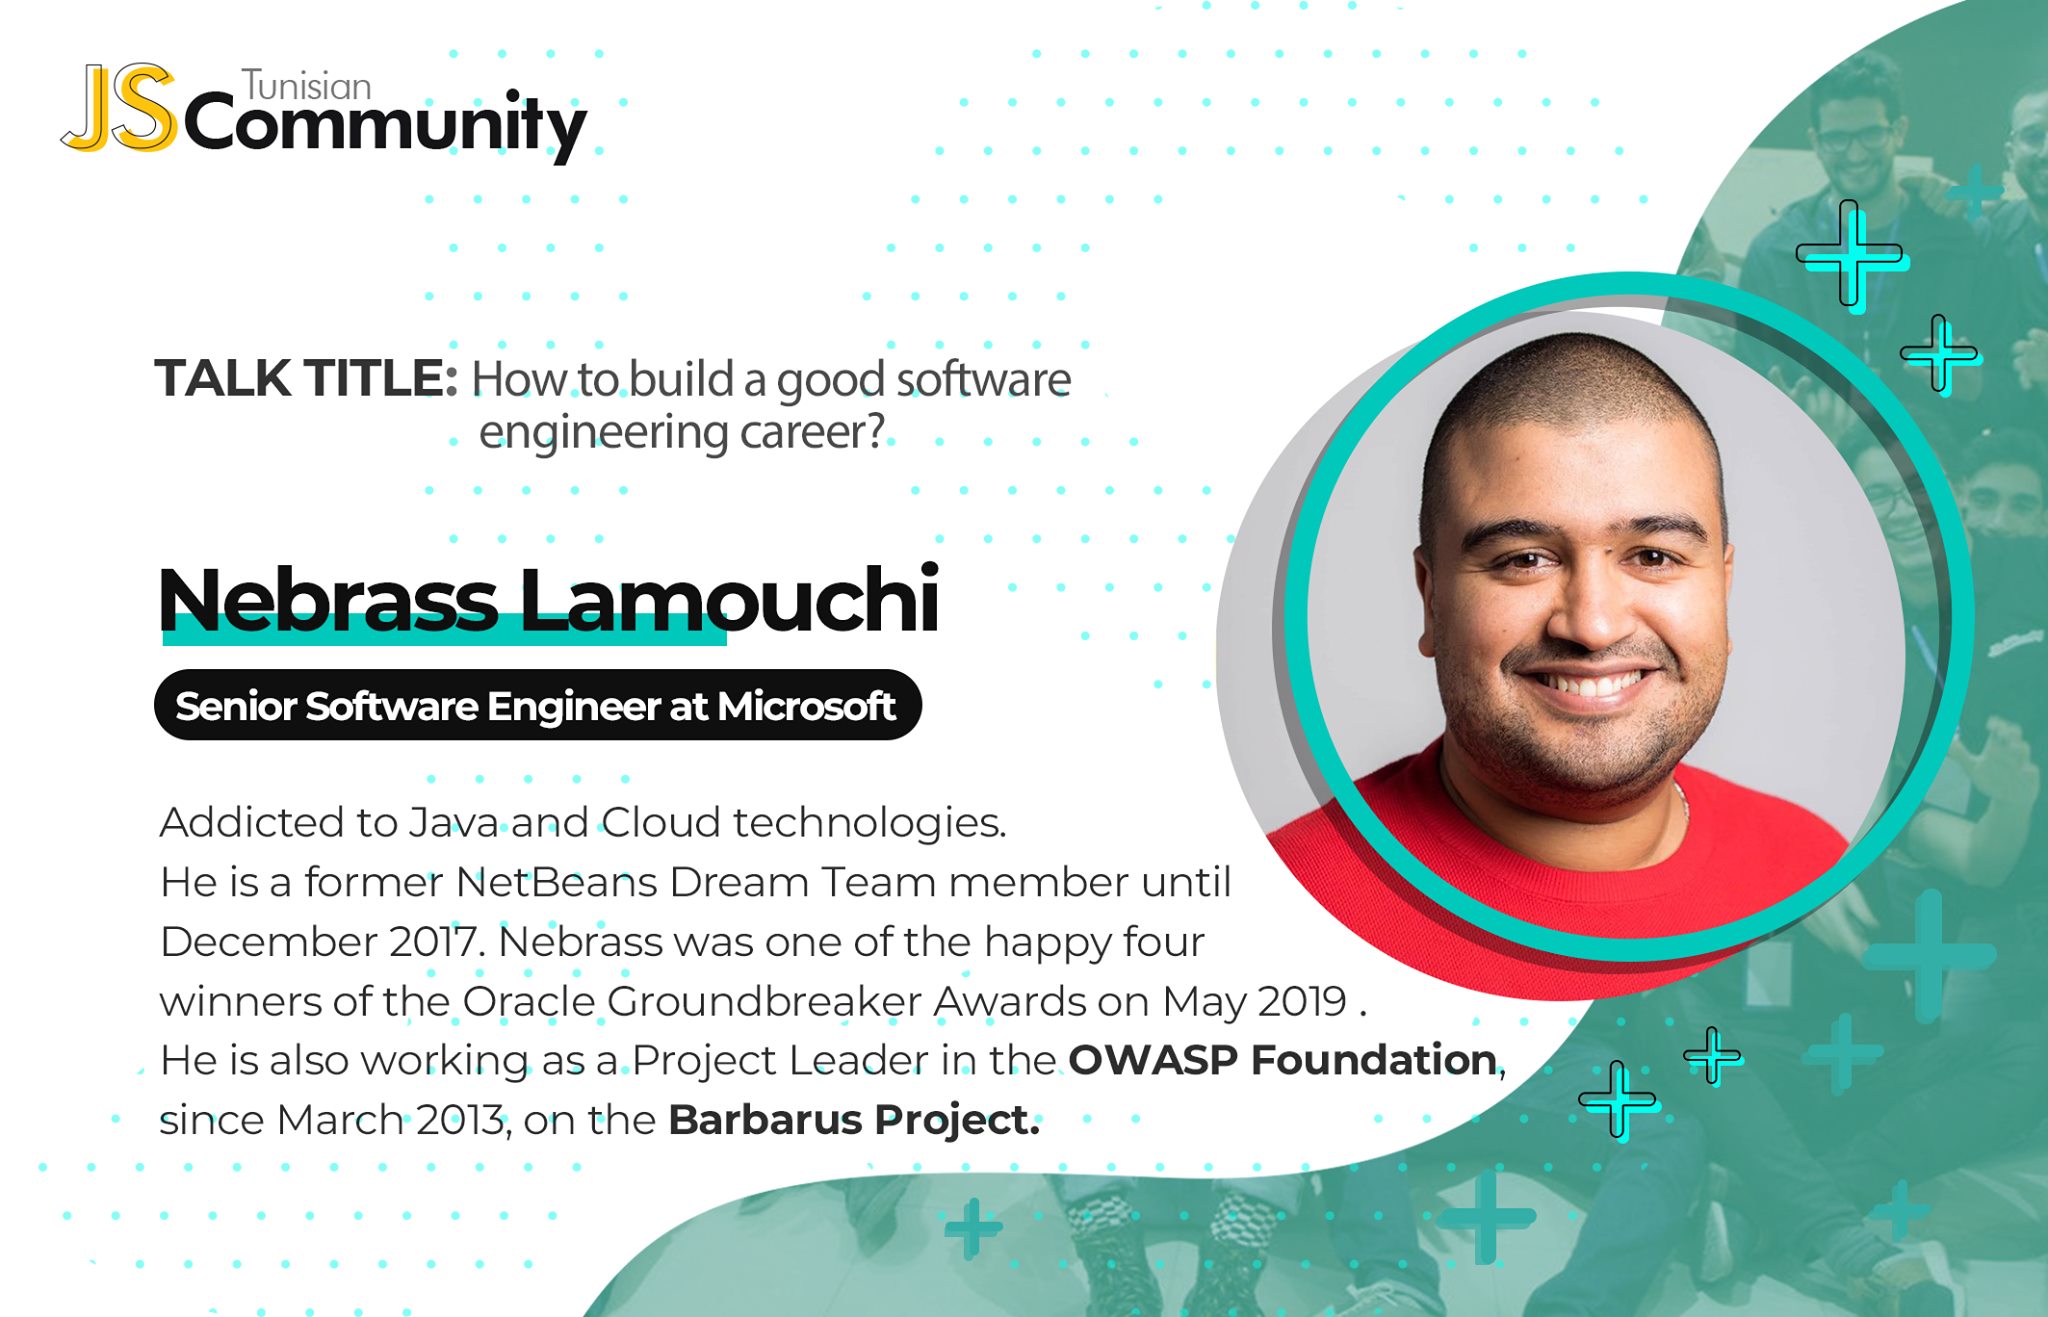 JS Tunisian Community
TALK TITLE: How to build a good software
engineering career?
Nebrass Lamouchi
Senior Software Engineer at Microsoft
Addicted to Java and Cloud technologies.
He is a former NetBeans Dream Team member until
December 2017. Nebrass was one of the happy four
winners of the Oracle Groundbreaker Awards on May 2019 .
He is also working as a Project Leader in the OWASP Foundation,
since March 2013, on the Barbarus Project.